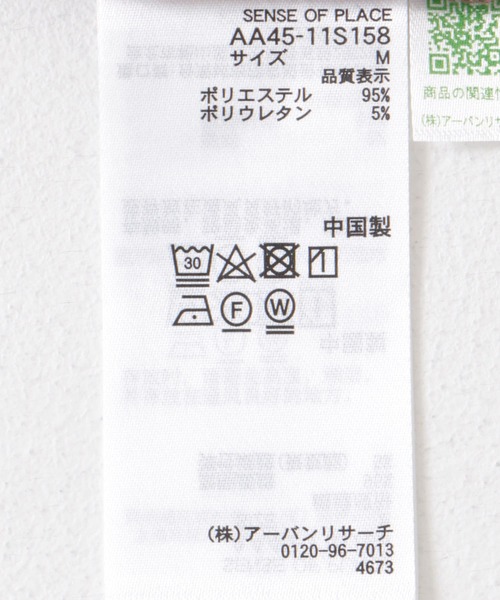 SENSE OF PLACE
AA45-11S158
サイズ M
品質表示
ポリエステル 95%
ポリウレタン 5%
中国製
30
F W
(株)アーバンリサーチ
0120-96-7013
4673
商品の関連
(株)アーバンリサ